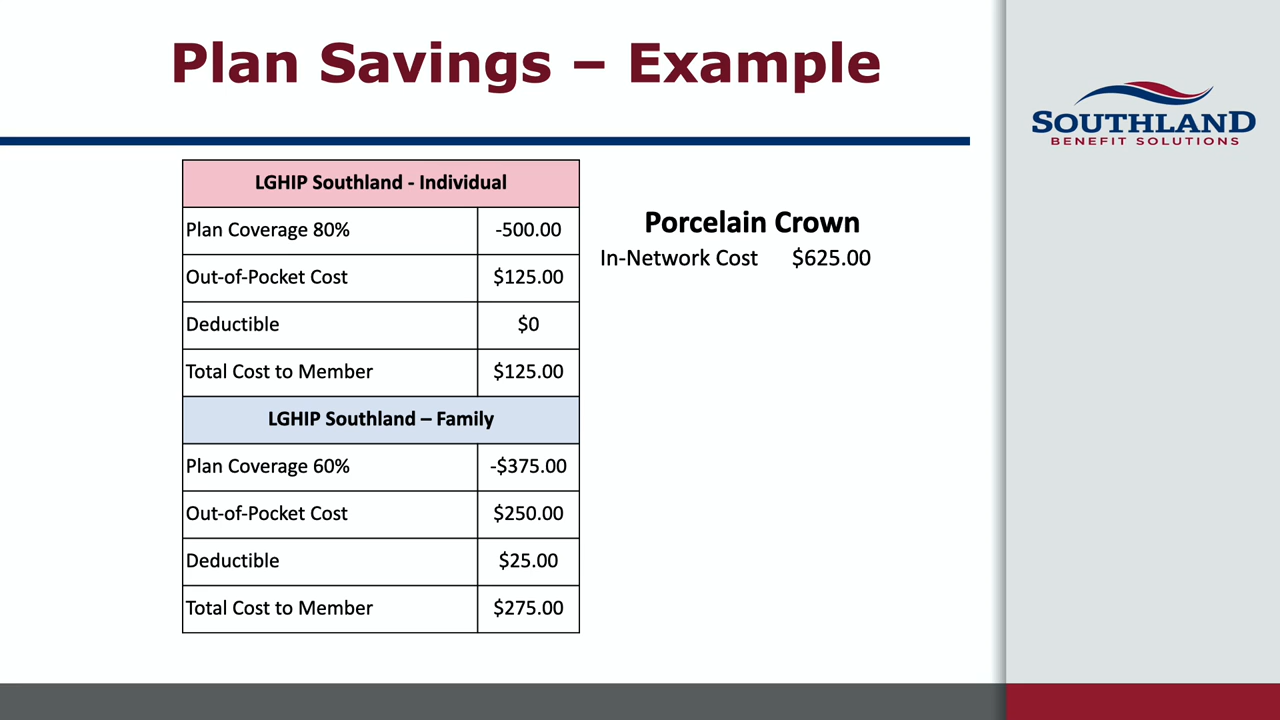 Plan Savings – Example
SOUTHLAND
BENEFIT SOLUTIONS
LGHIP Southland - Individual
Plan Coverage 80% -500.00
Out-of-Pocket Cost $125.00
Deductible $0
Total Cost to Member $125.00
LGHIP Southland – Family
Plan Coverage 60% -$375.00
Out-of-Pocket Cost $250.00
Deductible $25.00
Total Cost to Member $275.00
Porcelain Crown
In-Network Cost $625.00